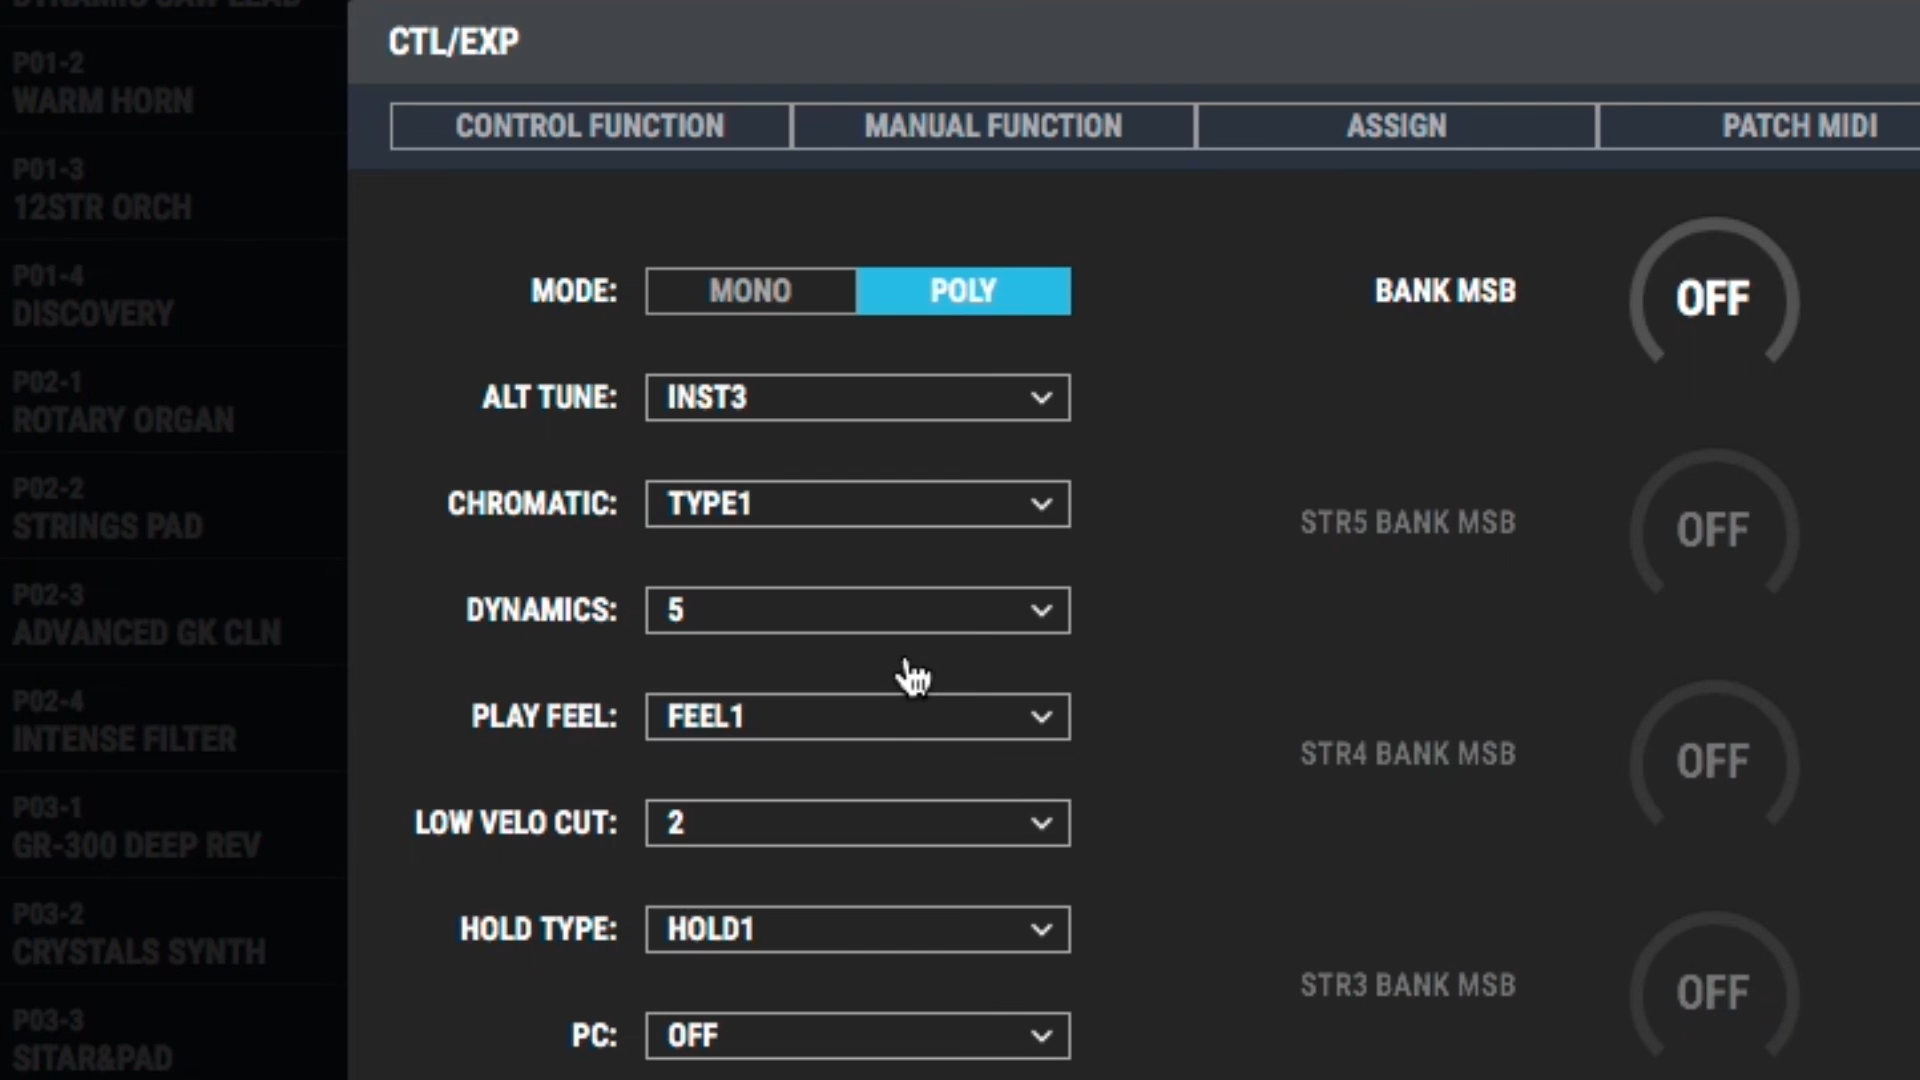 DYNAMIC SAW LEAD
P01-2
WARM HORN
P01-3
12STR ORCH
P01-4
DISCOVERY
P02-1
ROTARY ORGAN
P02-2
STRINGS PAD
P02-3
ADVANCED GK CLN
P02-4
INTENSE FILTER
P03-1
GR-300 DEEP REV
P03-2
CRYSTALS SYNTH
P03-3
SITAR&PAD
CTL/EXP
CONTROL FUNCTION MANUAL FUNCTION ASSIGN PATCH MIDI
MODE: MONO POLY
ALT TUNE: INST3
CHROMATIC: TYPE1
DYNAMICS: 5
PLAY FEEL: FEEL1
LOW VELO CUT: 2
HOLD TYPE: HOLD1
PC: OFF
BANK MSB OFF
STR5 BANK MSB OFF
STR4 BANK MSB OFF
STR3 BANK MSB OFF